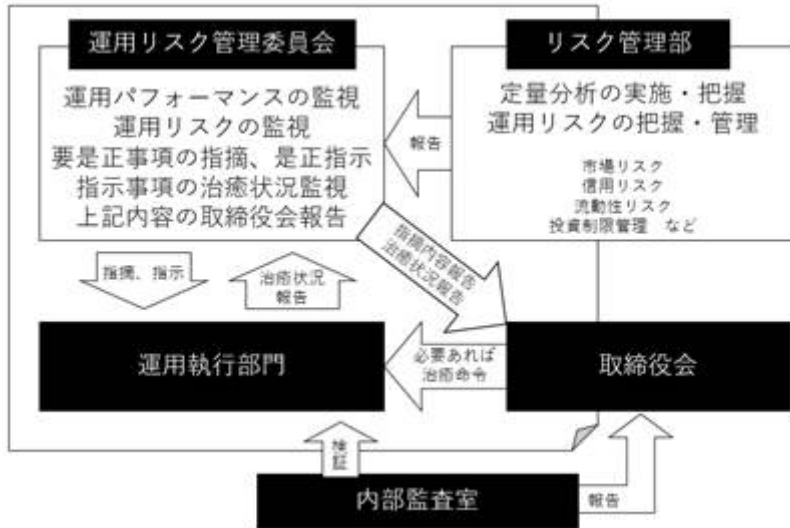 運用リスク管理委員会
運用パフォーマンスの監視
運用リスクの監視
要是正事項の指摘、是正指示
指示事項の治癒状況監視
上記内容の取締役会報告
報告
リスク管理部
定量分析の実施・把握
運用リスクの把握・管理
市場リスク
信用リスク
流動性リスク
投資制限管理 など
指摘、指示
治癒状況
報告
指摘内容報告
治癒状況報告
運用執行部門
必要あれば
治癒命令
取締役会
検証
内部監査室
報告